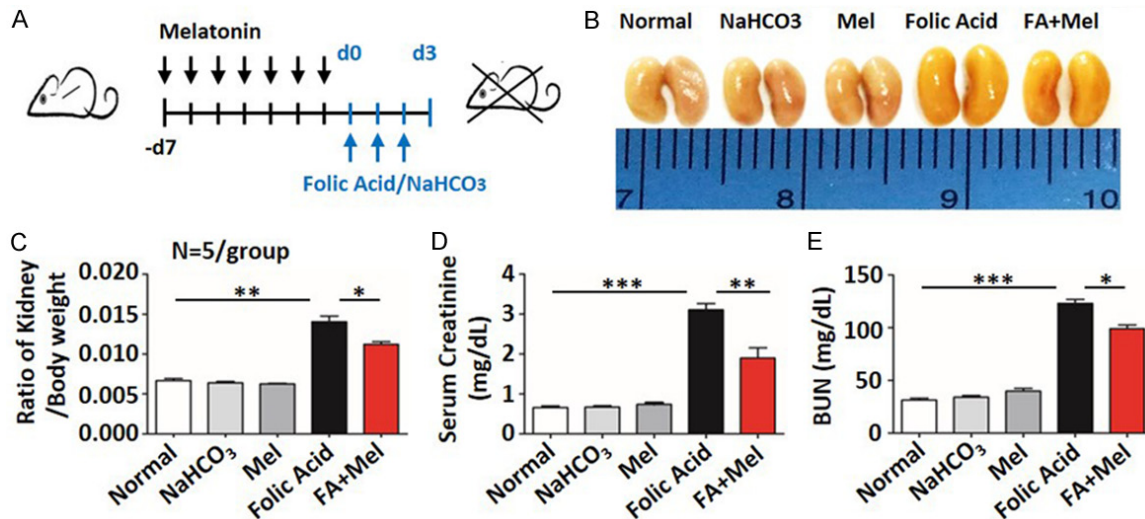 A
Melatonin
d0
d3
-d7
Folic Acid/NaHCO3
B
Normal NaHCO3 Mel Folic Acid FA+Mel
7 8 9 10
C
N=5/group
Ratio of Kidney
/Body weight
0.020
0.015
0.010
0.005
0.000
** *
Normal
NaHCO3
Mel
Folic Acid
FA+Mel
D
Serum Creatinine
(mg/dL)
4
3
2
1
0
*** **
Normal
NaHCO3
Mel
Folic Acid
FA+Mel
E
BUN (mg/dL)
150
100
50
0
*** *
Normal
NaHCO3
Mel
Folic Acid
FA+Mel